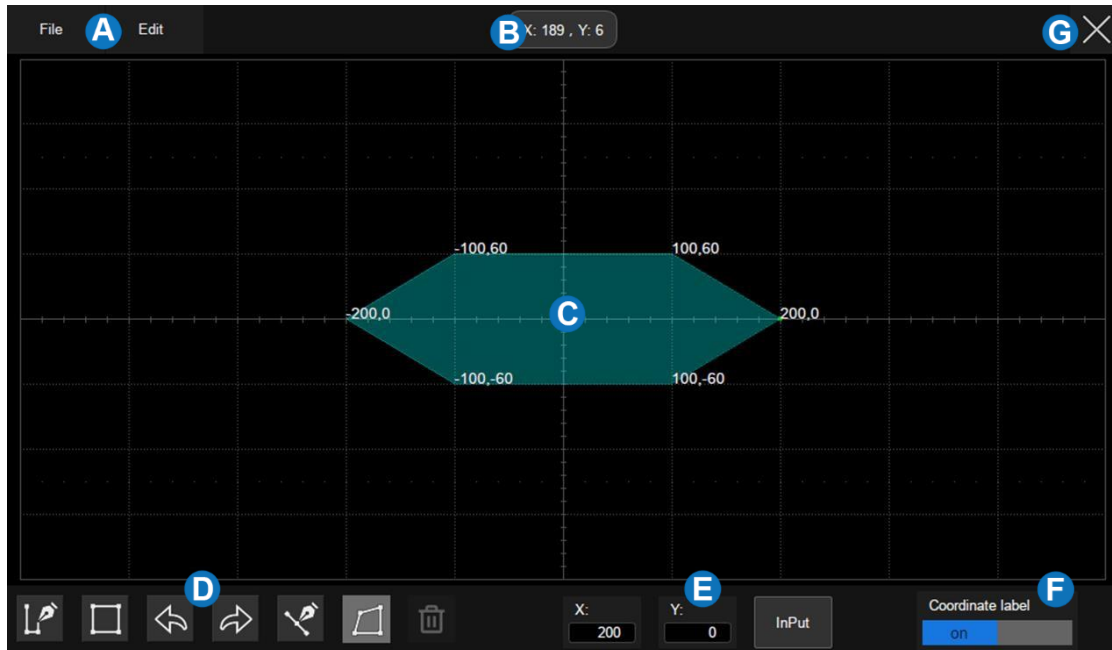 File A Edit
B X: 189 , Y: 6
G
-100,60 100,60
-200,0 C 200,0
-100,-60 100,-60
D
E
F
X: Y: Coordinate label
200 0 InPut on